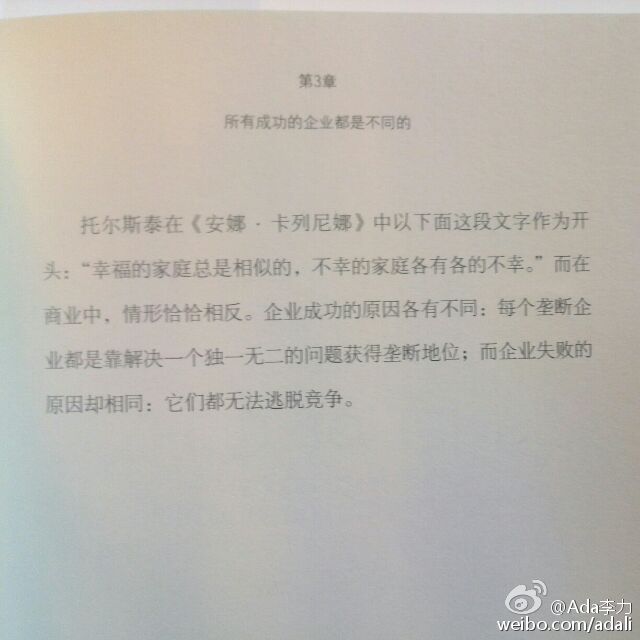 第3章
所有成功的企业都是不同的
托尔斯泰在《安娜·卡列尼娜》中以下面这段文字作为开
头：“幸福的家庭总是相似的，不幸的家庭各有各的不幸。”而在
商业中，情形恰恰相反。企业成功的原因各有不同：每个垄断企
业都是靠解决一个独一无二的问题获得垄断地位；而企业失败的
原因却相同：它们都无法逃脱竞争。
@Ada李力
weibo.com/adali